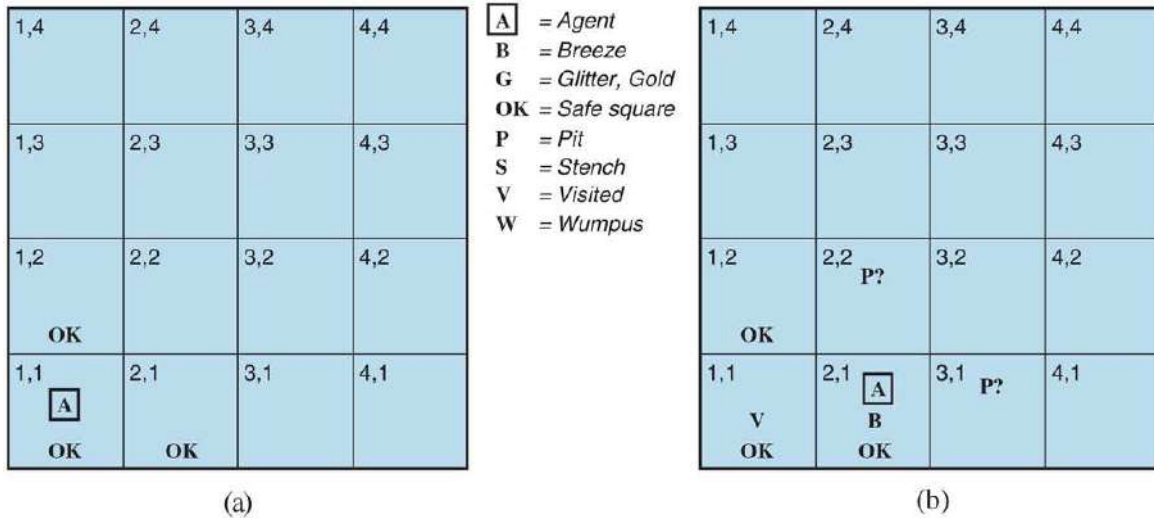 1,4 2,4 3,4 4,4
1,3 2,3 3,3 4,3
1,2 2,2 3,2 4,2
OK
1,1 2,1 3,1 4,1
A
OK OK
(a)
A = Agent
B = Breeze
G = Glitter, Gold
OK = Safe square
P = Pit
S = Stench
V = Visited
W = Wumpus
1,4 2,4 3,4 4,4
1,3 2,3 3,3 4,3
1,2 2,2 3,2 4,2
P?
OK
1,1 2,1 A 3,1 P? 4,1
V B
OK OK
(b)